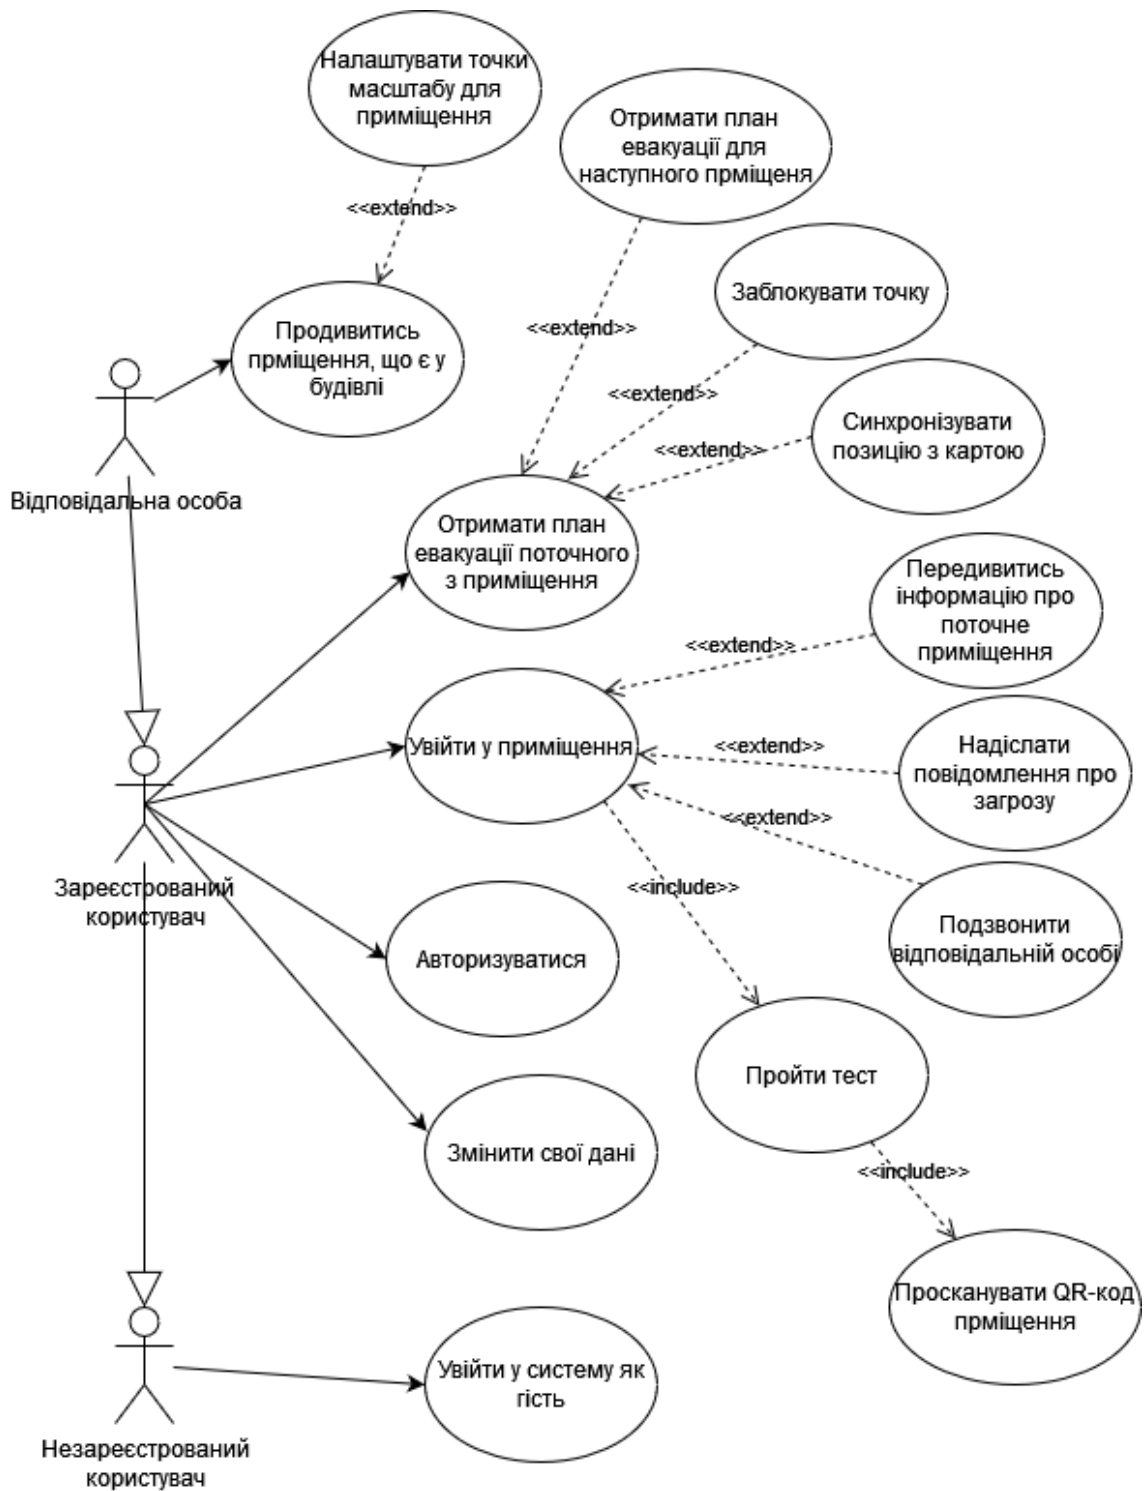 Налаштувати точки
масштабу для
приміщення
Отримати план
евакуації для
наступного прміщеня
<<extend>>
Заблокувати точку
<<extend>>
Продивитись
прміщення, що є у
будівлі
<<extend>>
Синхронізувати
позицію з картою
<<extend>>
Відповідальна особа
Отримати план
евакуації поточного
з приміщення
Передивитись
інформацію про
поточне
приміщення
<<extend>>
Увійти у приміщення
<<extend>>
Надіслати
повідомлення про
загрозу
<<extend>>
Зареєстрований
користувач
<<include>>
Подзвонити
відповідальній особі
Авторизуватися
Пройти тест
Змінити свої дані
<<include>>
Просканувати QR-код
прміщення
Увійти у систему як
гість
Незареєстрований
користувач